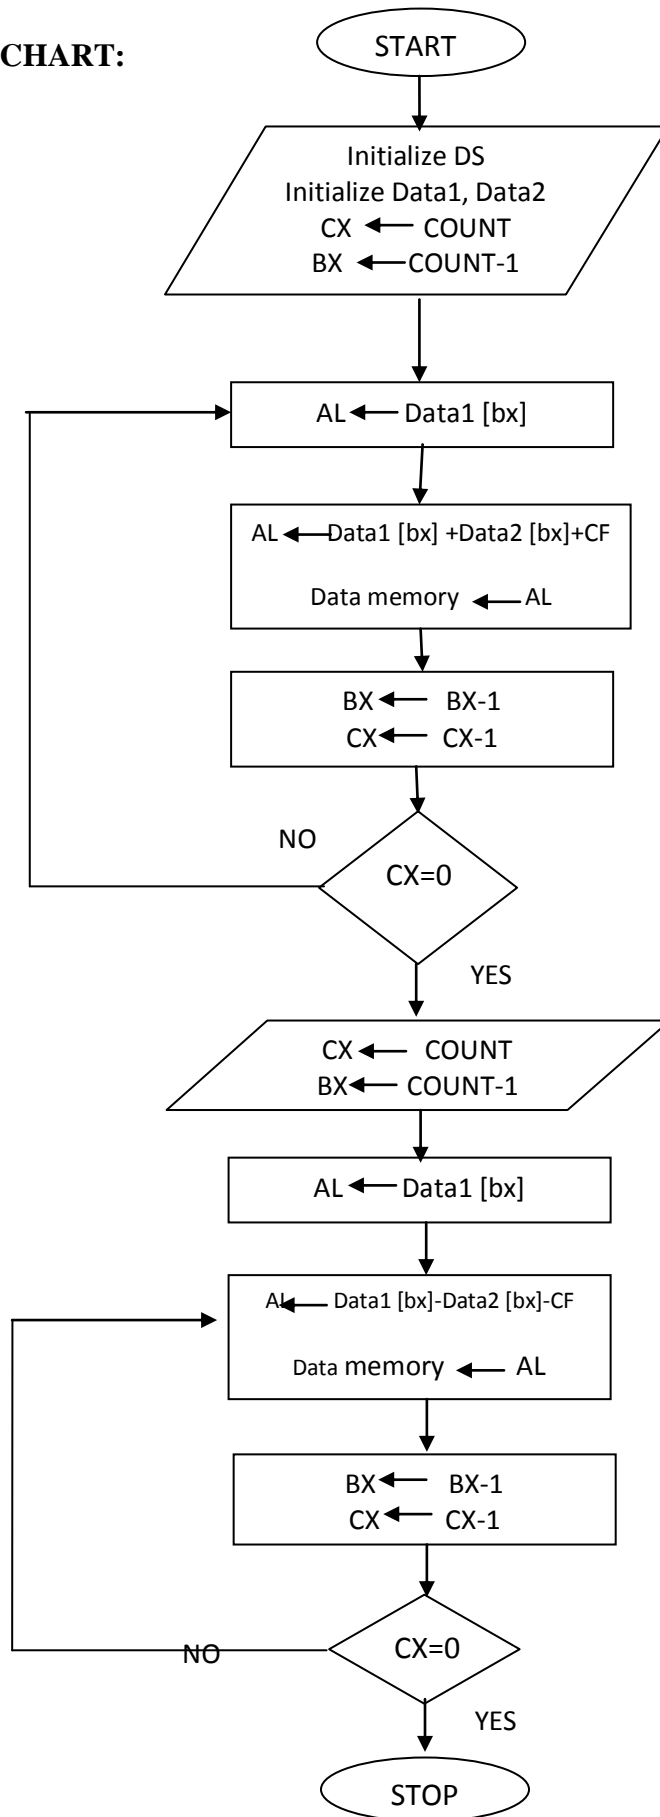 CHART:
START
Initialize DS
Initialize Data1, Data2
CX ← COUNT
BX ← COUNT-1
AL ← Data1 [bx]
AL ← Data1 [bx] +Data2 [bx]+CF
Data memory ← AL
BX ← BX-1
CX ← CX-1
NO
CX=0
YES
CX ← COUNT
BX ← COUNT-1
AL ← Data1 [bx]
AL ← Data1 [bx]-Data2 [bx]-CF
Data memory ← AL
BX ← BX-1
CX ← CX-1
NO
CX=0
YES
STOP